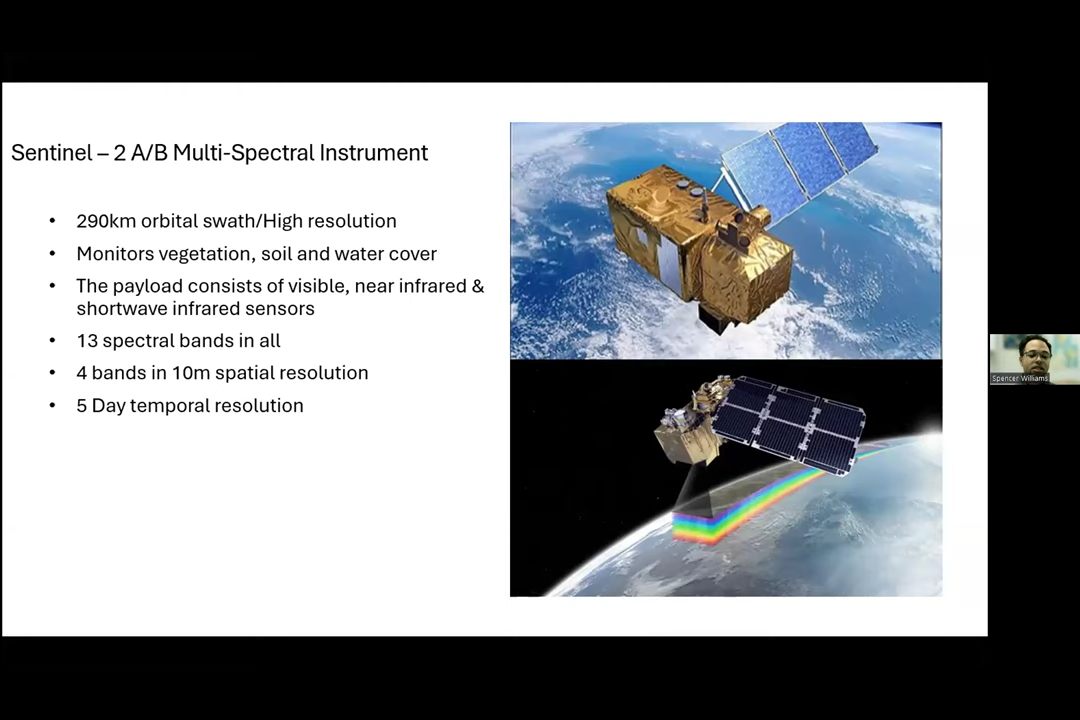 Sentinel – 2 A/B Multi-Spectral Instrument
• 290km orbital swath/High resolution
• Monitors vegetation, soil and water cover
• The payload consists of visible, near infrared &
shortwave infrared sensors
• 13 spectral bands in all
• 4 bands in 10m spatial resolution
• 5 Day temporal resolution
Spencer Williams